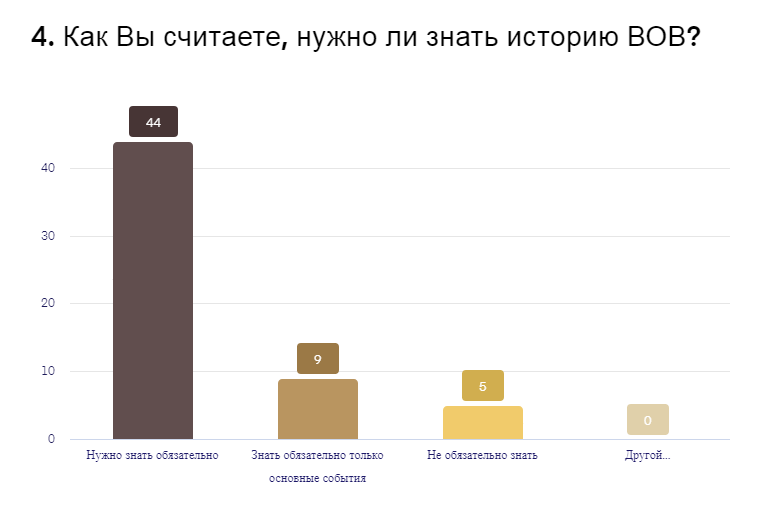 4. Как Вы считаете, нужно ли знать историю ВОВ?
44
40
30
20
9
10
5
0
0
Нужно знать обязательно
Знать обязательно только
основные события
Не обязательно знать
Другой...